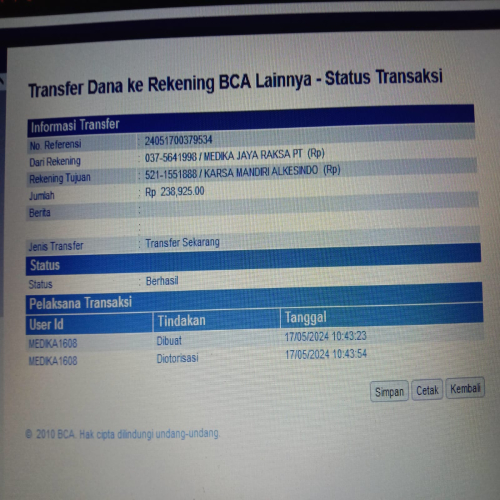 Transfer Dana ke Rekening BCA Lainnya - Status Transaksi
Informasi Transfer
No. Referensi : 24051700379534
Dari Rekening : 037-5641998 / MEDIKA JAYA RAKSA PT (Rp)
Rekening Tujuan : 521-1551888 / KARSA MANDIRI ALKESINDO (Rp)
Jumlah : Rp 238,925.00
Berita :
:
:
Jenis Transfer : Transfer Sekarang
Status
Status : Berhasil
Pelaksana Transaksi
User Id Tindakan Tanggal
MEDIKA1608 Dibuat 17/05/2024 10:43:23
MEDIKA1608 Diotorisasi 17/05/2024 10:43:54
Simpan Cetak Kembali
© 2010 BCA. Hak cipta dilindungi undang-undang